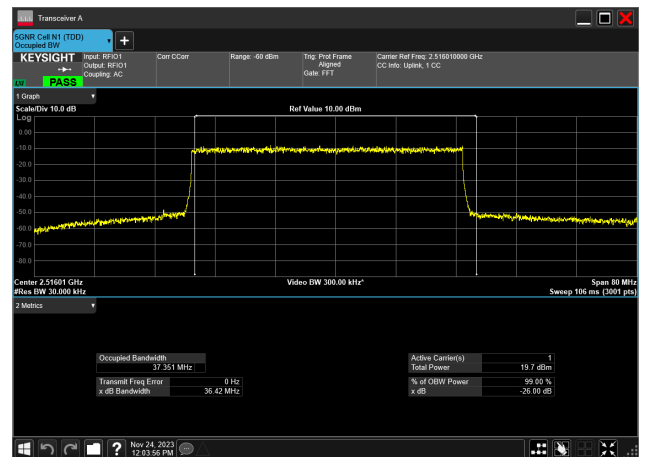 Transceiver A
5GNR Cell N1 (TDD)
Occupied BW
KEYSIGHT
LXI
PASS
Input: RFIO1
Output: RFIO1
Coupling: AC
Corr CCorr
Range: -60 dBm
Trig: Prot Frame
Aligned
Gate: FFT
Carrier Ref Freq: 2.516010000 GHz
CC Info: Uplink, 1 CC
1 Graph
Scale/Div 10.0 dB
Ref Value 10.00 dBm
Log
0.00
-10.0
-20.0
-30.0
-40.0
-50.0
-60.0
-70.0
-80.0
Center 2.51601 GHz
Video BW 300.00 kHz*
Span 80 MHz
#Res BW 30.000 kHz
Sweep 106 ms (3001 pts)
2 Metrics
Occupied Bandwidth
37.351 MHz
Active Carrier(s) 1
Total Power 19.7 dBm
Transmit Freq Error 0 Hz
x dB Bandwidth 36.42 MHz
% of OBW Power 99.00 %
x dB -26.00 dB
?
Nov 24, 2023
12:03:56 PM